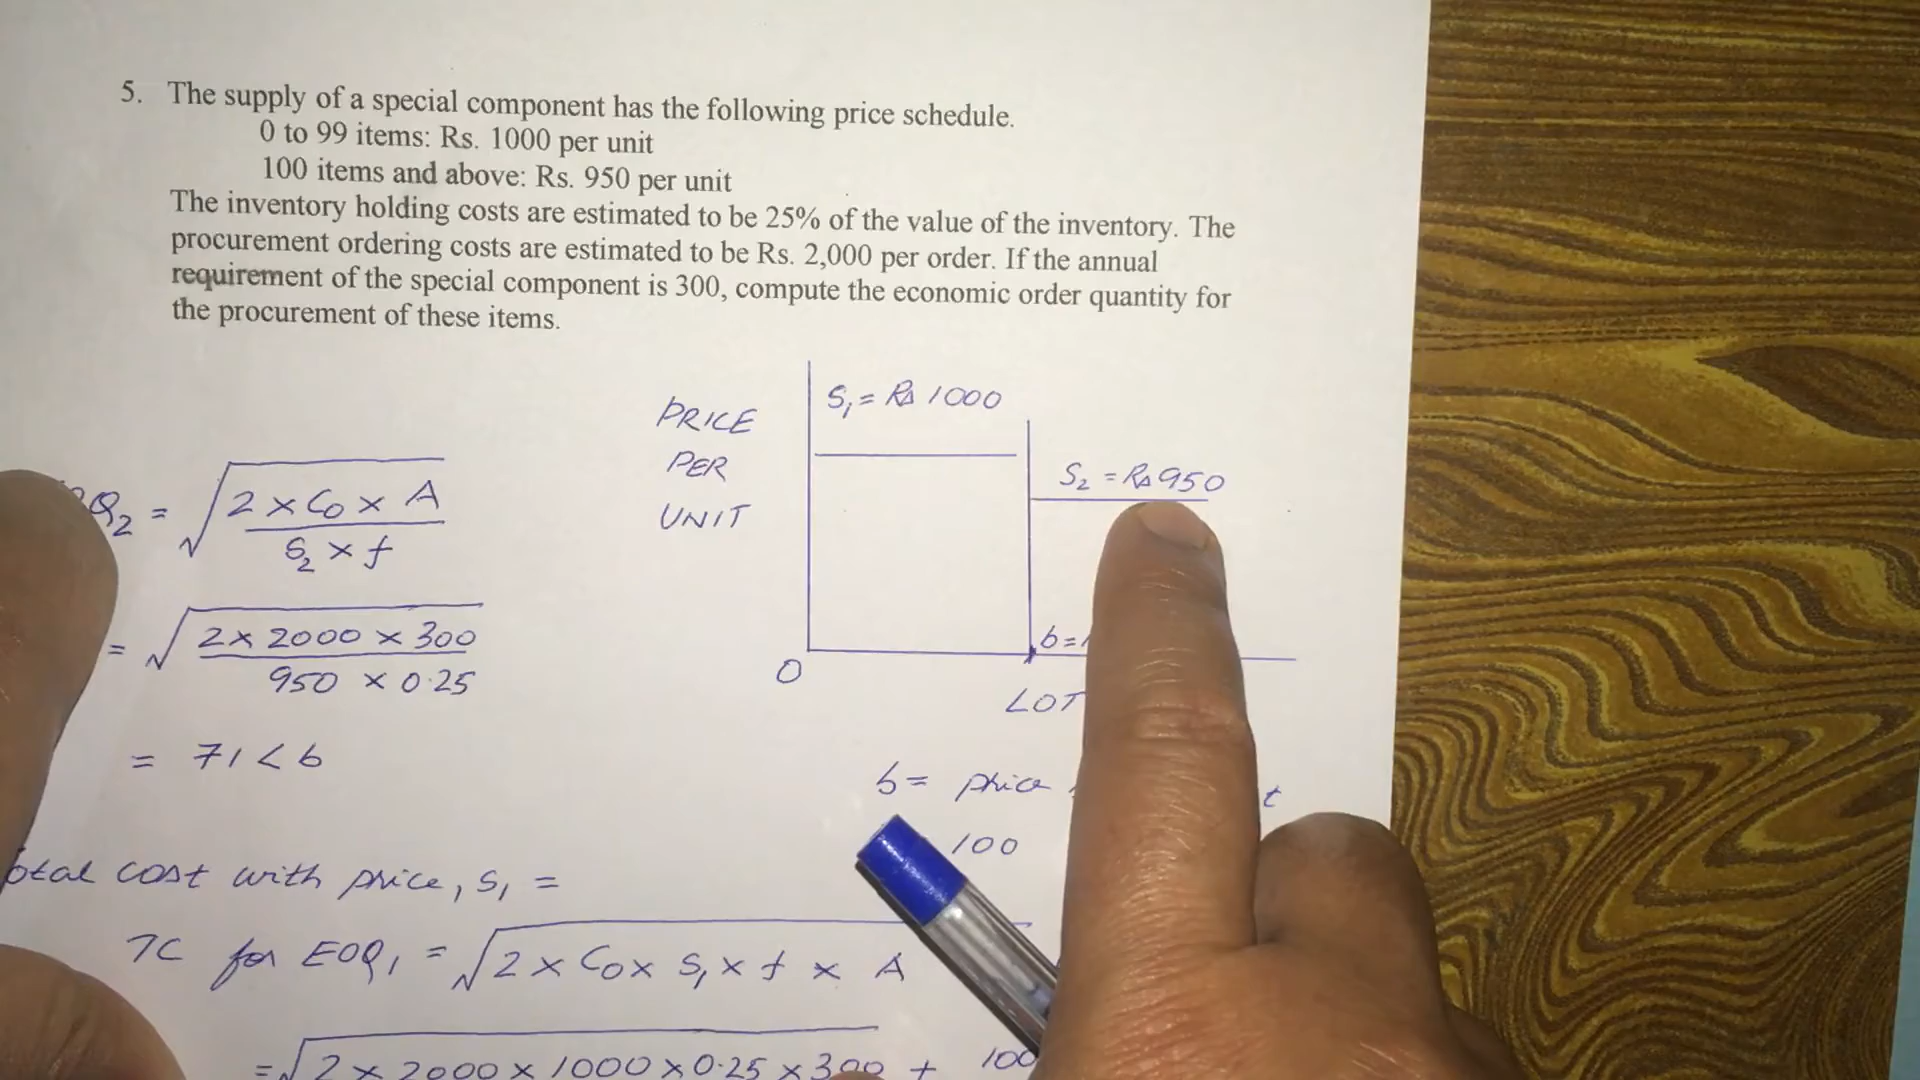 5. The supply of a special component has the following price schedule.
0 to 99 items: Rs. 1000 per unit
100 items and above: Rs. 950 per unit
The inventory holding costs are estimated to be 25% of the value of the inventory. The
procurement ordering costs are estimated to be Rs. 2,000 per order. If the annual
requirement of the special component is 300, compute the economic order quantity for
the procurement of these items.
PRICE
PER
UNIT
S₁ = Rs 1000
S₂ = Rs 950
b =
0
LOT
Q₂ = √ 2 × Co × A
S₂ × f
= √ 2 × 2000 × 300
950 × 0.25
= 71 < b
b = price
100
total cost with price, S₁ =
TC for EOQ₁ = √2 × Co × S₁ × f × A
= √2 × 2000 × 1000 × 0.25 × 300 +